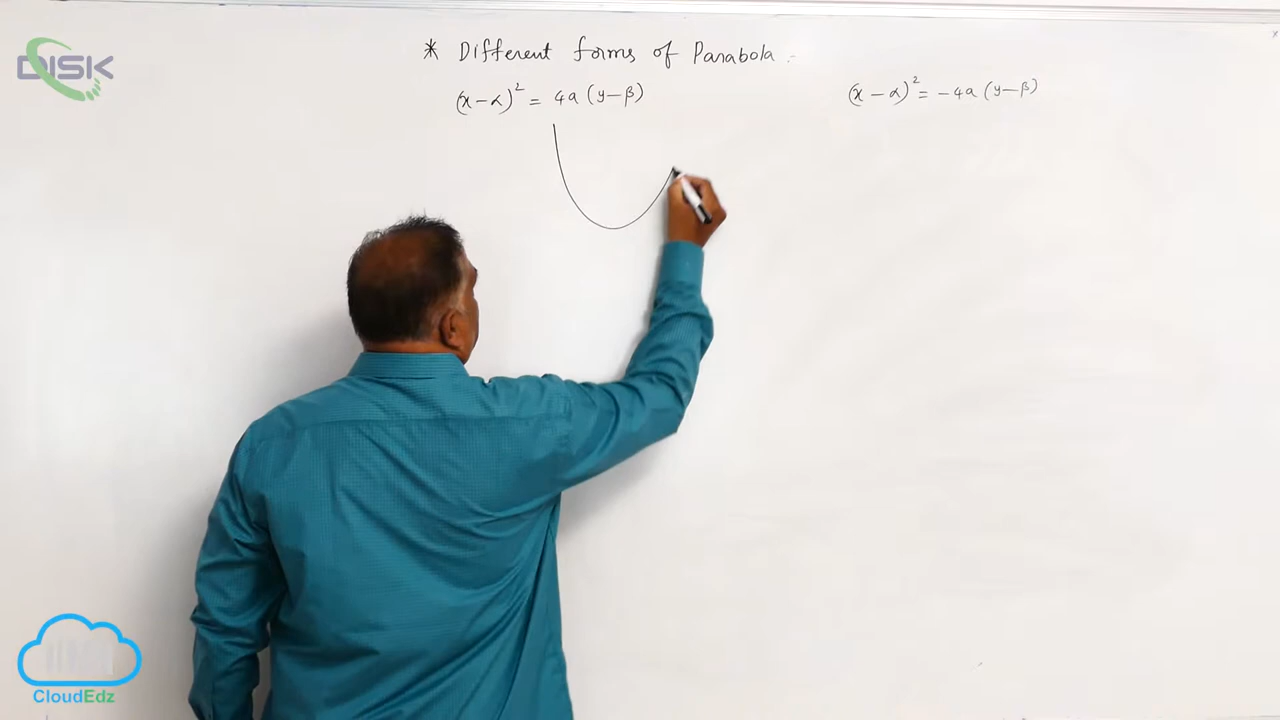 DISK
* Different forms of Parabola :-
(x-α)² = 4a (y-β)
(x-α)² = -4a (y-β)
CloudEdz